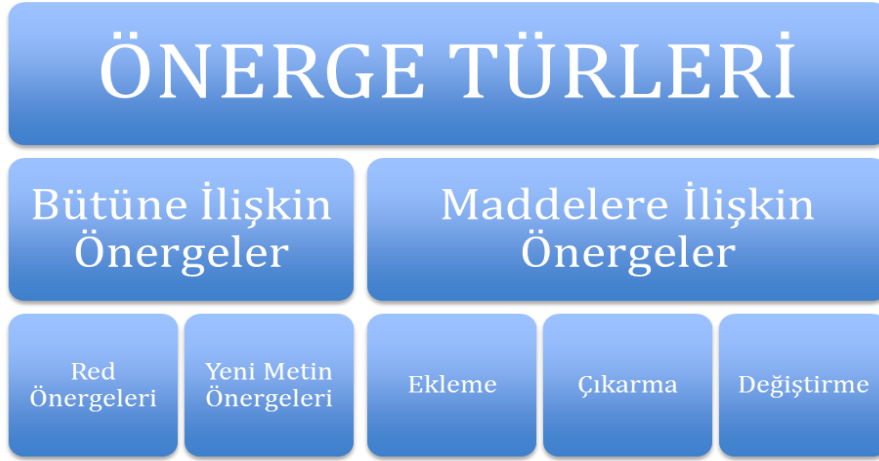 ÖNERGE TÜRLERİ
Bütüne İlişkin
Önergeler
Maddelere İlişkin
Önergeler
Red
Önergeleri
Yeni Metin
Önergeleri
Ekleme
Çıkarma
Değiştirme